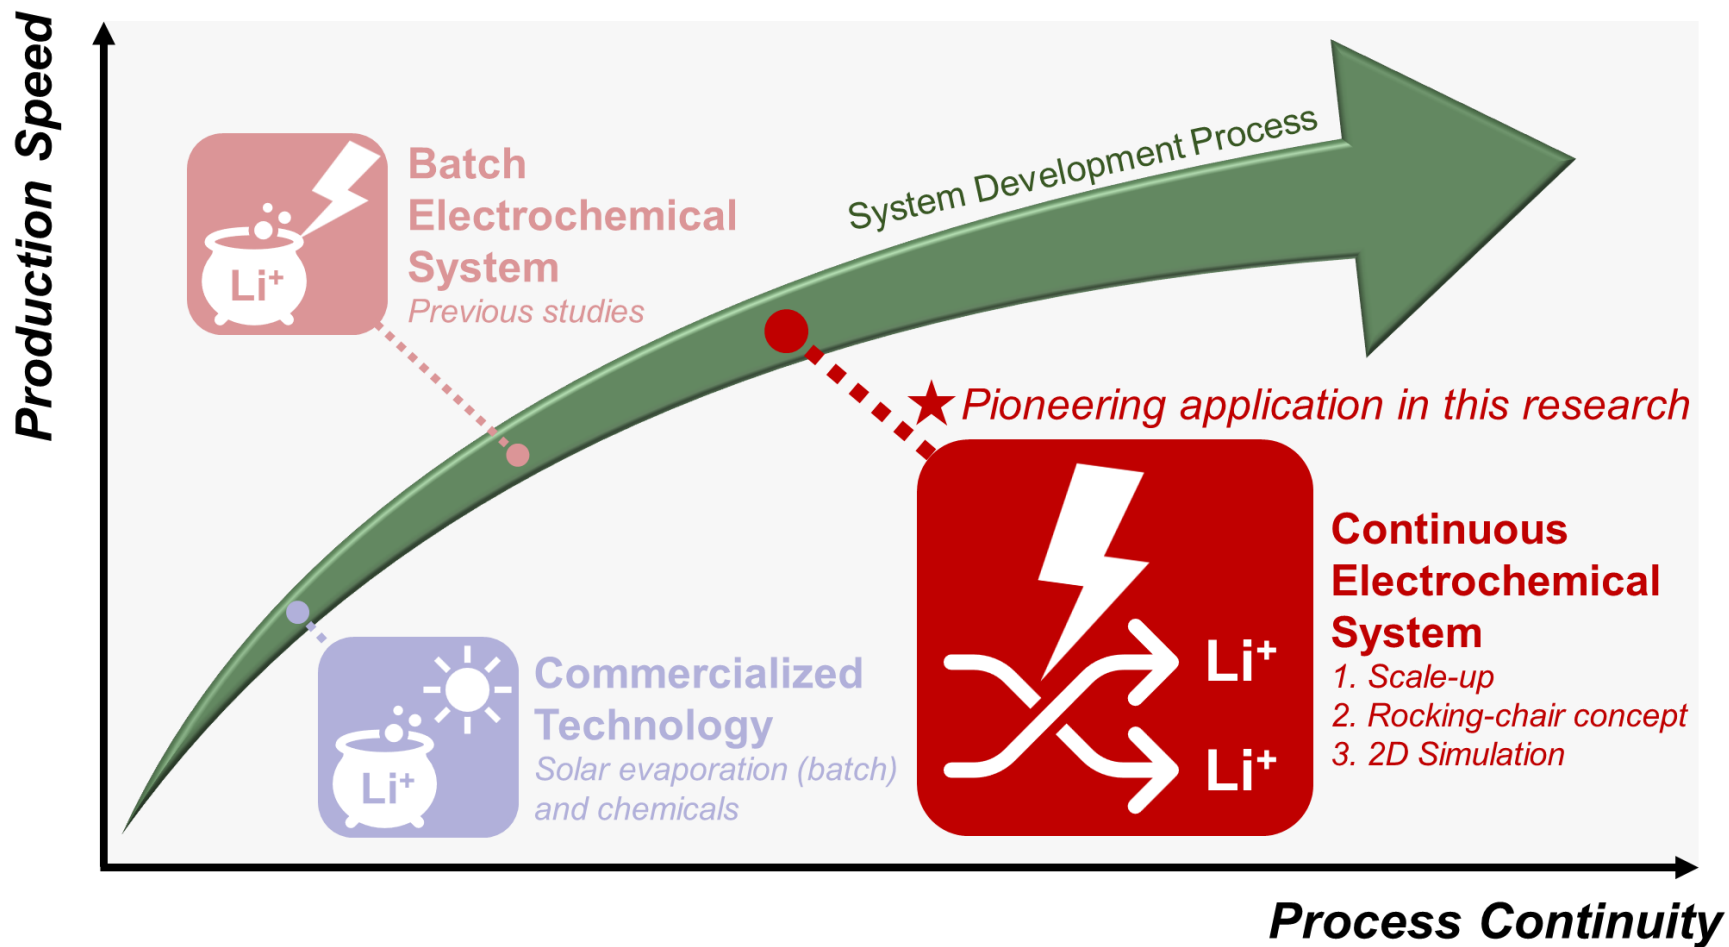 Production Speed
Batch
Electrochemical
System
Previous studies
Li⁺
System Development Process
★ Pioneering application in this research
Continuous
Electrochemical
System
1. Scale-up
2. Rocking-chair concept
3. 2D Simulation
Li⁺
Li⁺
Commercialized
Technology
Solar evaporation (batch)
and chemicals
Li⁺
Process Continuity